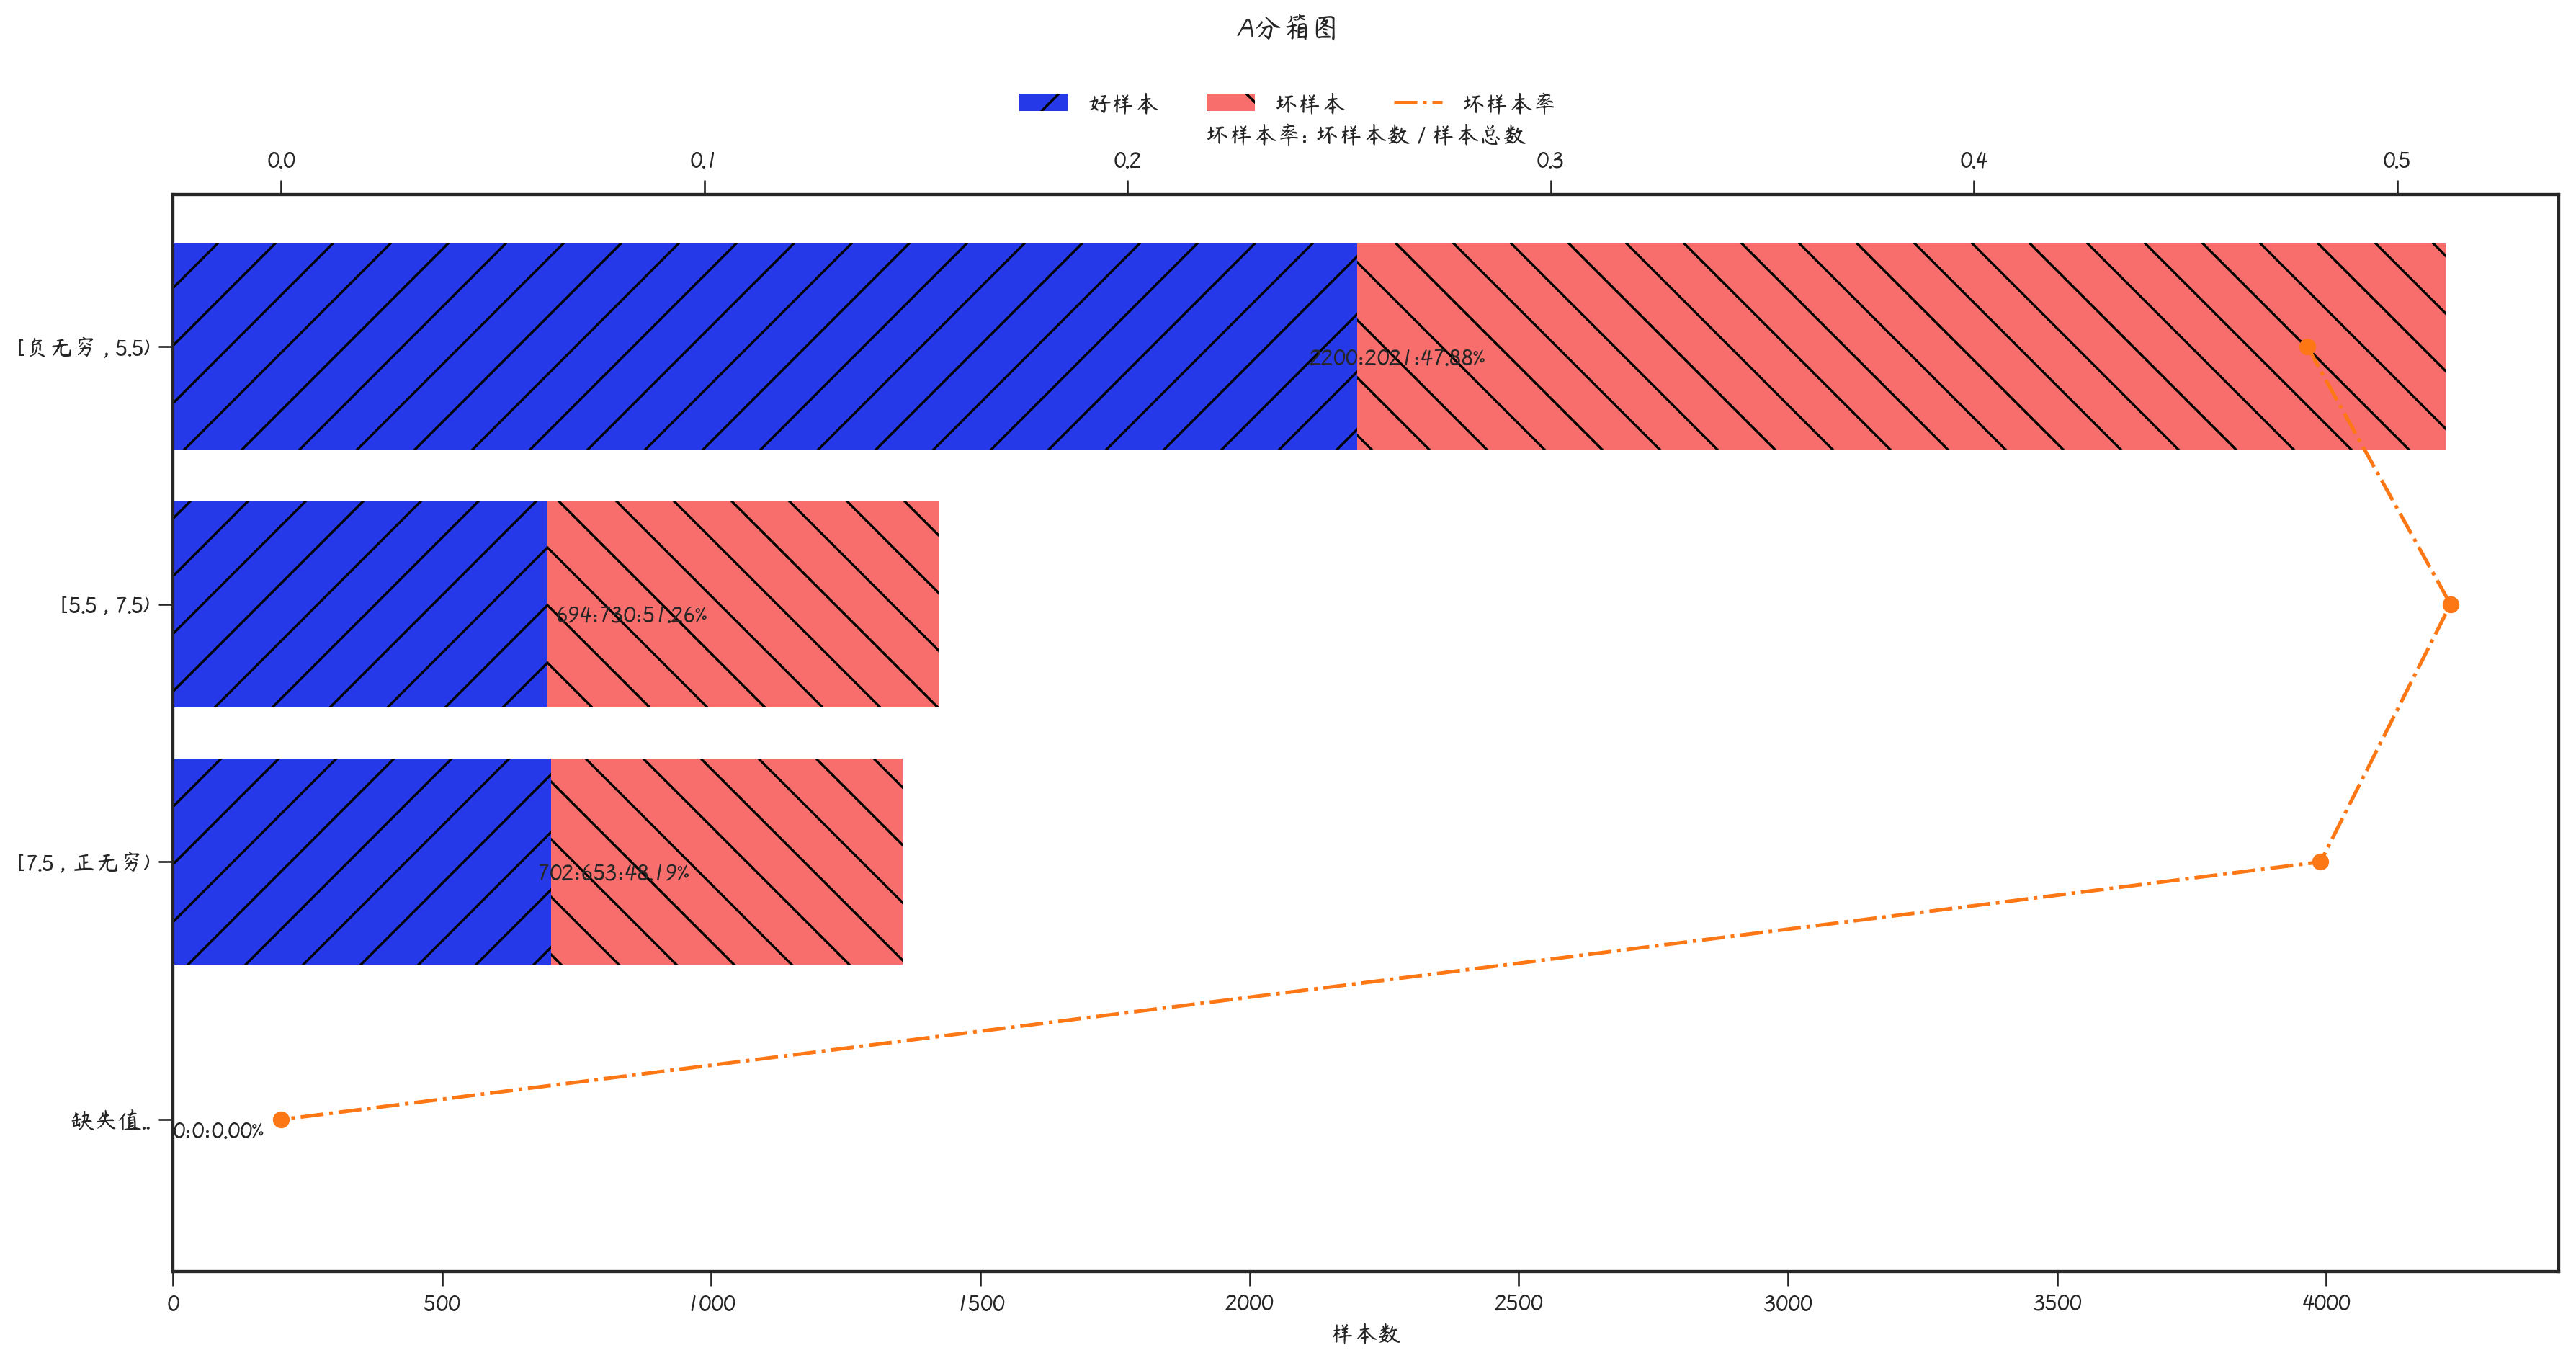 A分箱图
好样本 坏样本 坏样本率
坏样本率: 坏样本数 / 样本总数
0.0 0.1 0.2 0.3 0.4 0.5
[负无穷 , 5.5)
2200:2021:47.88%
[5.5 , 7.5)
694:730:51.26%
[7.5 , 正无穷)
702:653:48.19%
缺失值..
0:0:0.00%
0 500 1000 1500 2000 2500 3000 3500 4000
样本数